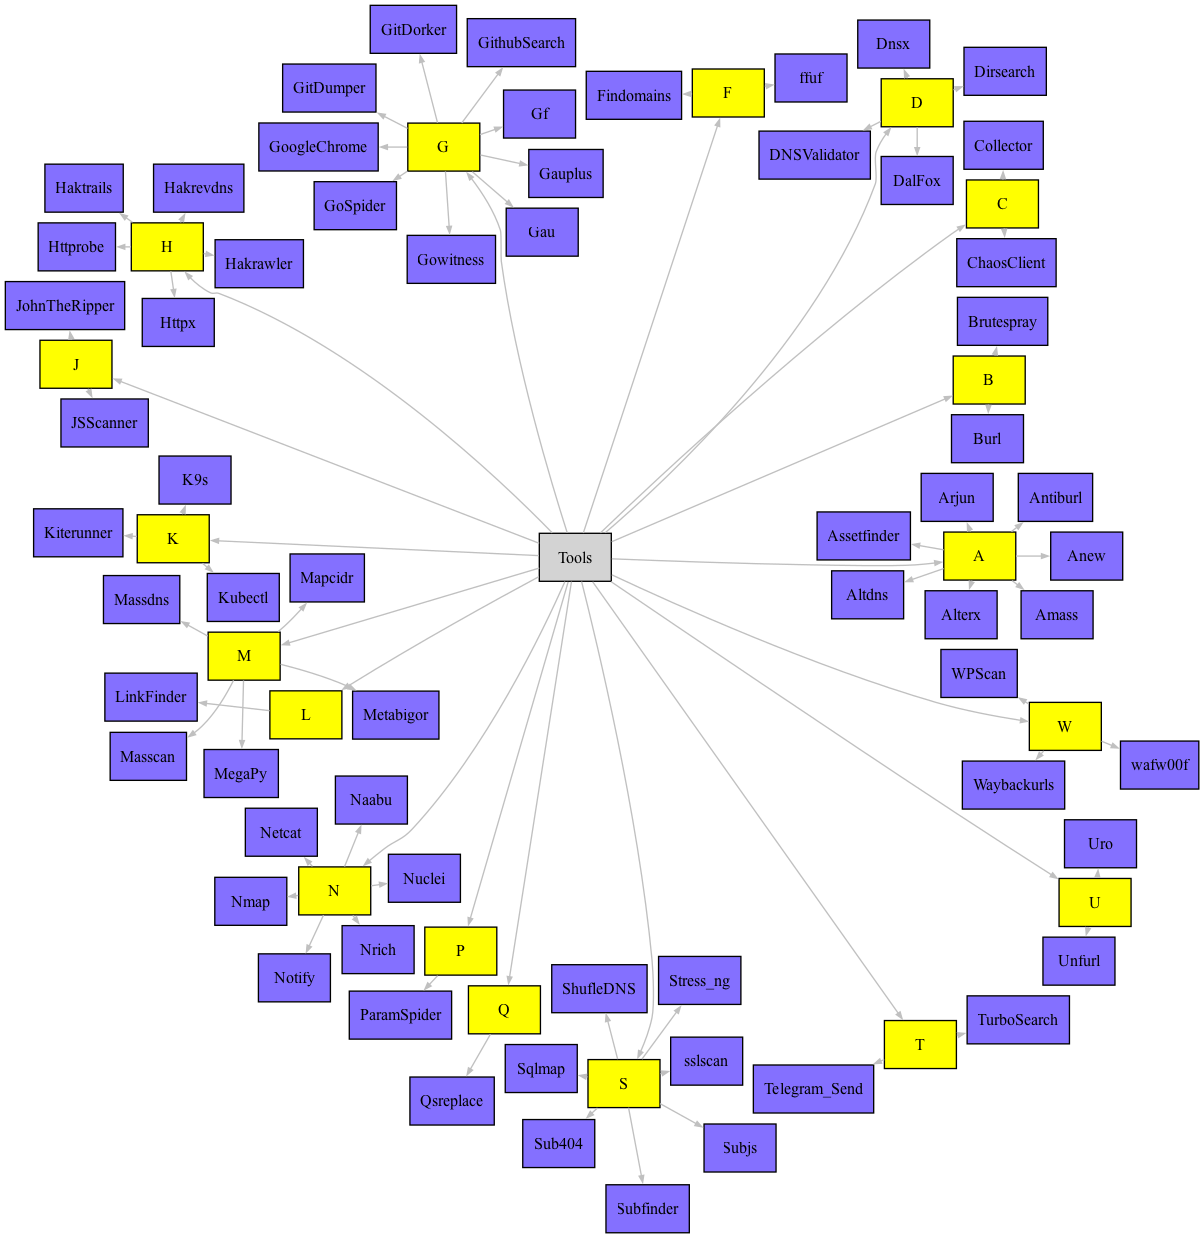 GitDorker
GithubSearch
GitDumper
Gf
GoogleChrome
G
Gauplus
GoSpider
Gau
Gowitness
Findomains
F
ffuf
Dnsx
Dirsearch
D
DNSValidator
DalFox
Collector
C
ChaosClient
Haktrails
Hakrevdns
Httprobe
H
Hakrawler
Httpx
JohnTheRipper
J
JSScanner
Brutespray
B
Burl
K9s
Kiterunner
K
Kubectl
Tools
Arjun
Antiburl
Assetfinder
A
Anew
Altdns
Alterx
Amass
Mapcidr
Massdns
M
Metabigor
Masscan
MegaPy
LinkFinder
L
WPScan
W
wafw00f
Waybackurls
Naabu
Netcat
Nuclei
N
Nmap
Nrich
Notify
Uro
U
Unfurl
P
ParamSpider
Q
Qsreplace
ShufleDNS
Stress_ng
Sqlmap
S
sslscan
Sub404
Subjs
Subfinder
TurboSearch
T
Telegram_Send